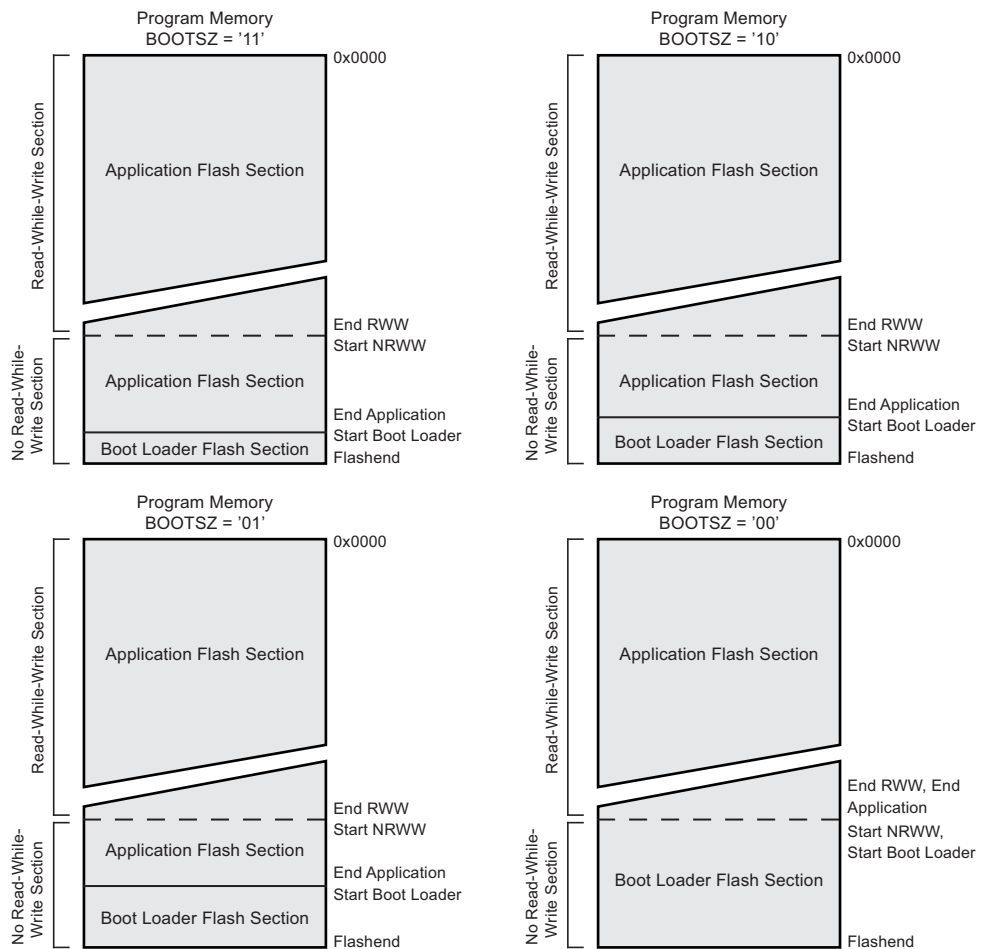 Program Memory
BOOTSZ = '11'
0x0000
Read-While-Write Section
Application Flash Section
End RWW
Start NRWW
No Read-While-
Write Section
Application Flash Section
End Application
Start Boot Loader
Boot Loader Flash Section
Flashend
Program Memory
BOOTSZ = '10'
0x0000
Read-While-Write Section
Application Flash Section
End RWW
Start NRWW
No Read-While-
Write Section
Application Flash Section
End Application
Start Boot Loader
Boot Loader Flash Section
Flashend
Program Memory
BOOTSZ = '01'
0x0000
Read-While-Write Section
Application Flash Section
End RWW
Start NRWW
No Read-While-
Write Section
Application Flash Section
End Application
Start Boot Loader
Boot Loader Flash Section
Flashend
Program Memory
BOOTSZ = '00'
0x0000
Read-While-Write Section
Application Flash Section
End RWW, End
Application
Start NRWW,
Start Boot Loader
No Read-While-
Write Section
Boot Loader Flash Section
Flashend